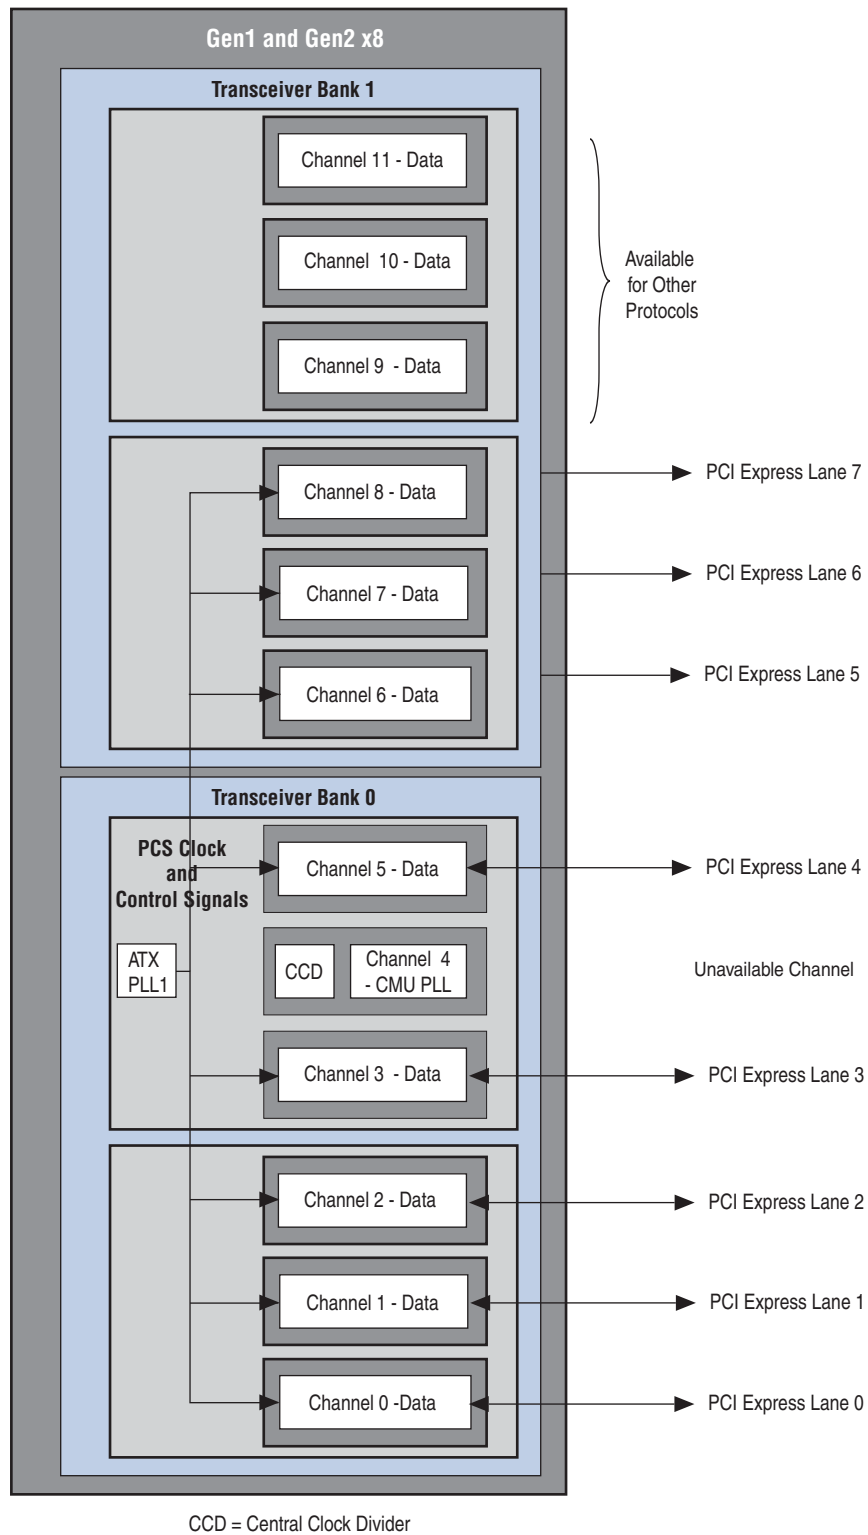 Gen1 and Gen2 x8
Transceiver Bank 1
Channel 11 - Data
Channel 10 - Data
Channel 9 - Data
Available
for Other
Protocols
Channel 8 - Data
PCI Express Lane 7
Channel 7 - Data
PCI Express Lane 6
Channel 6 - Data
PCI Express Lane 5
Transceiver Bank 0
PCS Clock
and
Control Signals
Channel 5 - Data
PCI Express Lane 4
ATX
PLL1
CCD
Channel 4
- CMU PLL
Unavailable Channel
Channel 3 - Data
PCI Express Lane 3
Channel 2 - Data
PCI Express Lane 2
Channel 1 - Data
PCI Express Lane 1
Channel 0 -Data
PCI Express Lane 0
CCD = Central Clock Divider